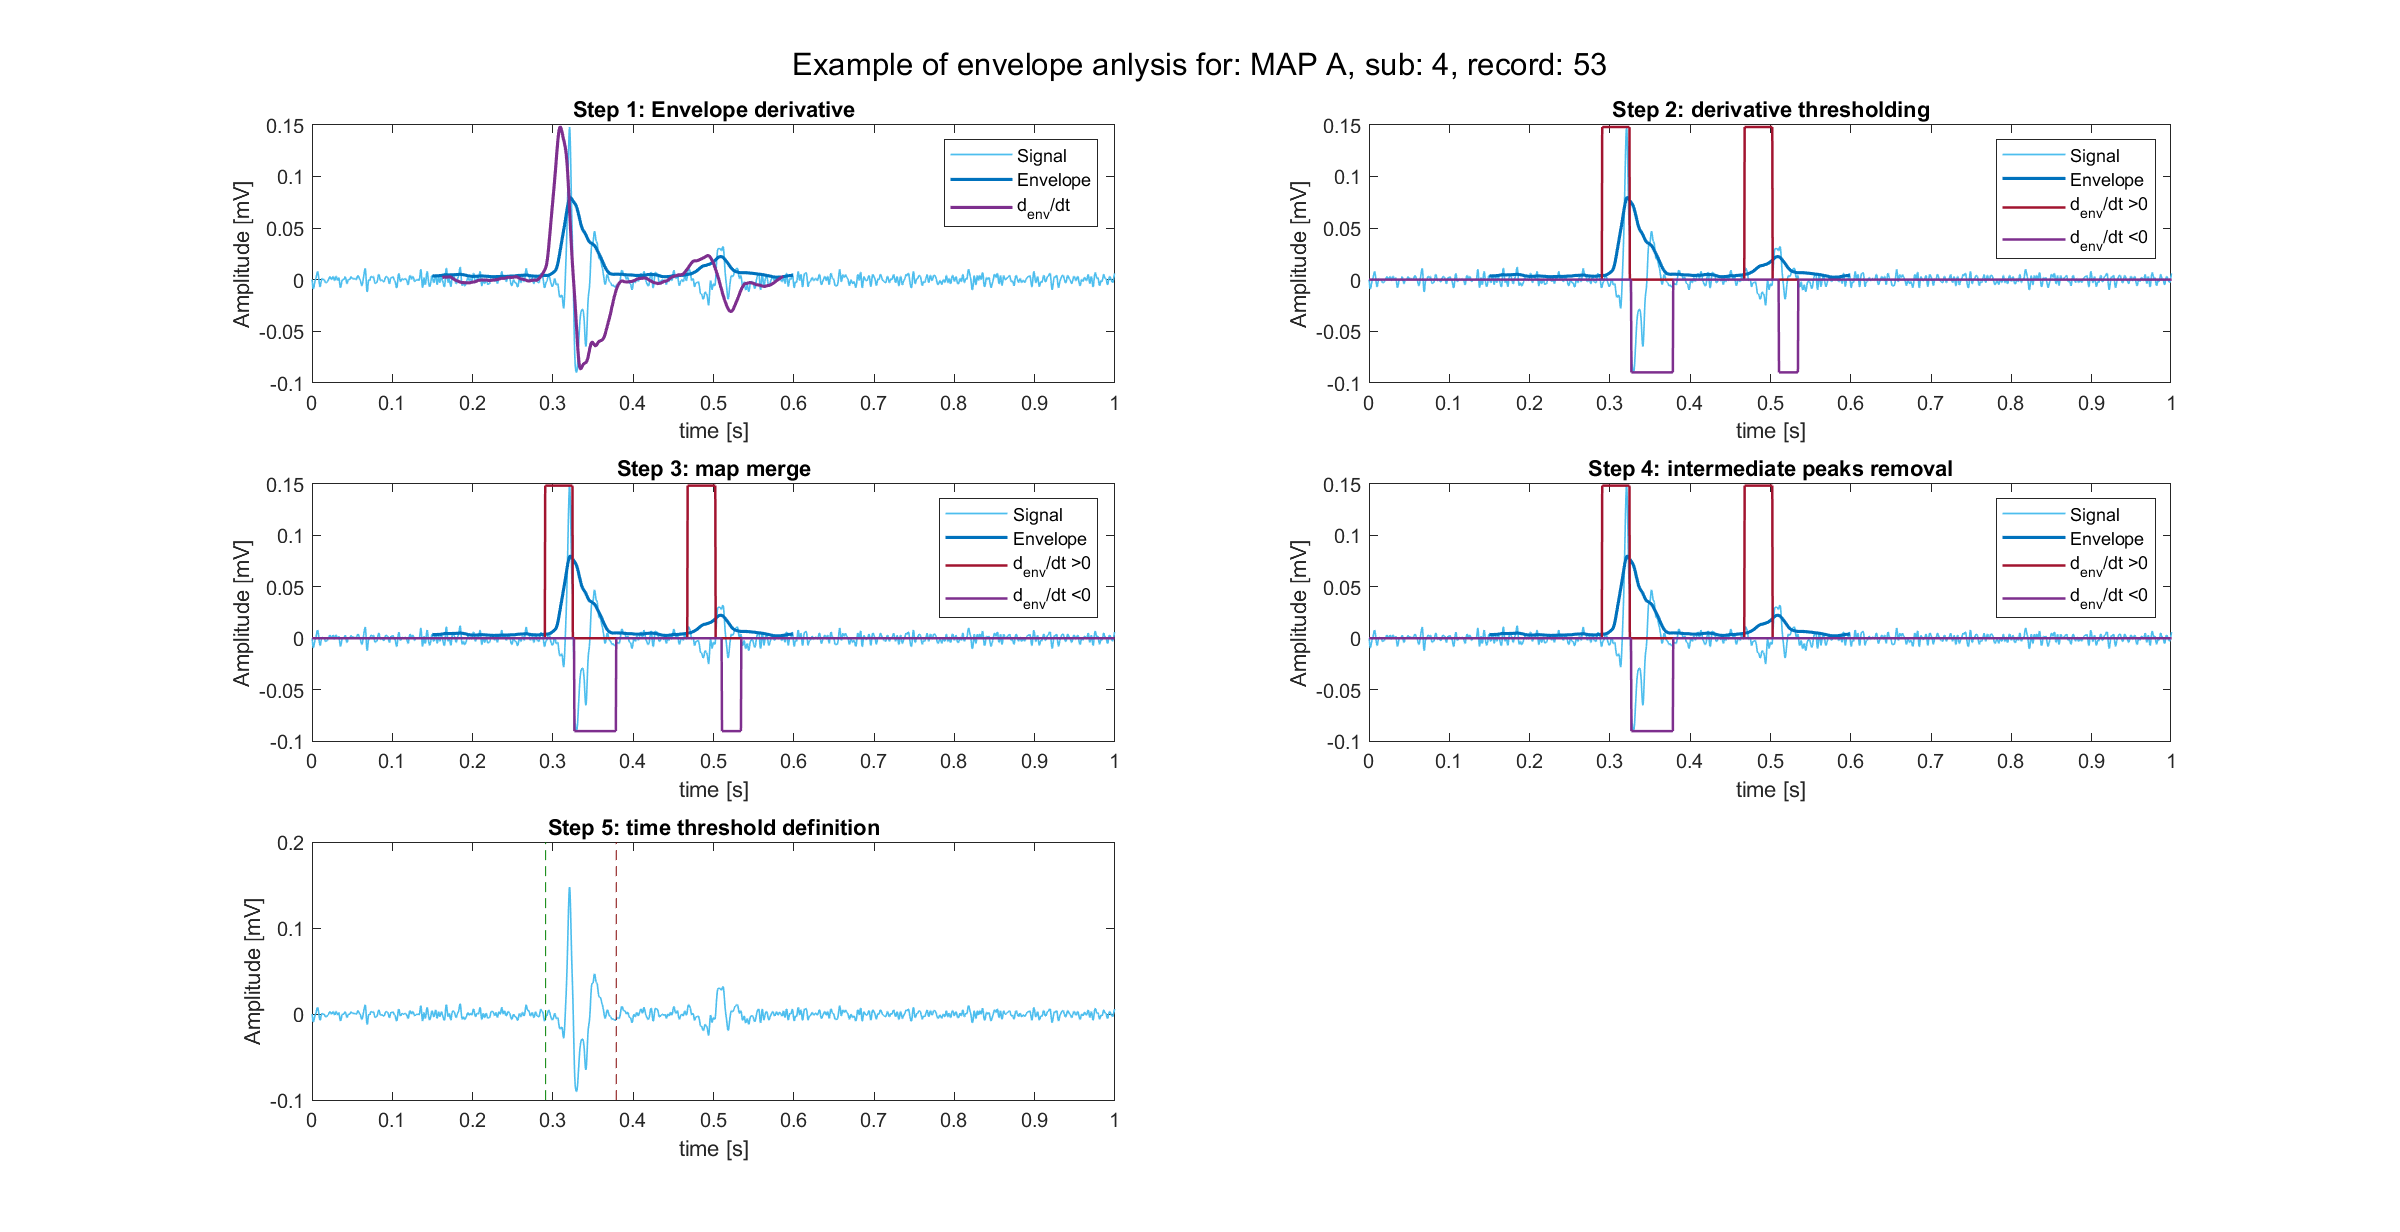 Example of envelope anlysis for: MAP A, sub: 4, record: 53
Step 1: Envelope derivative
0.15
0.1
0.05
0
-0.05
-0.1
Amplitude [mV]
0 0.1 0.2 0.3 0.4 0.5 0.6 0.7 0.8 0.9 1
time [s]
Signal
Envelope
d_env/dt
Step 2: derivative thresholding
0.15
0.1
0.05
0
-0.05
-0.1
Amplitude [mV]
0 0.1 0.2 0.3 0.4 0.5 0.6 0.7 0.8 0.9 1
time [s]
Signal
Envelope
d_env/dt >0
d_env/dt <0
Step 3: map merge
0.15
0.1
0.05
0
-0.05
-0.1
Amplitude [mV]
0 0.1 0.2 0.3 0.4 0.5 0.6 0.7 0.8 0.9 1
time [s]
Signal
Envelope
d_env/dt >0
d_env/dt <0
Step 4: intermediate peaks removal
0.15
0.1
0.05
0
-0.05
-0.1
Amplitude [mV]
0 0.1 0.2 0.3 0.4 0.5 0.6 0.7 0.8 0.9 1
time [s]
Signal
Envelope
d_env/dt >0
d_env/dt <0
Step 5: time threshold definition
0.2
0.1
0
-0.1
Amplitude [mV]
0 0.1 0.2 0.3 0.4 0.5 0.6 0.7 0.8 0.9 1
time [s]